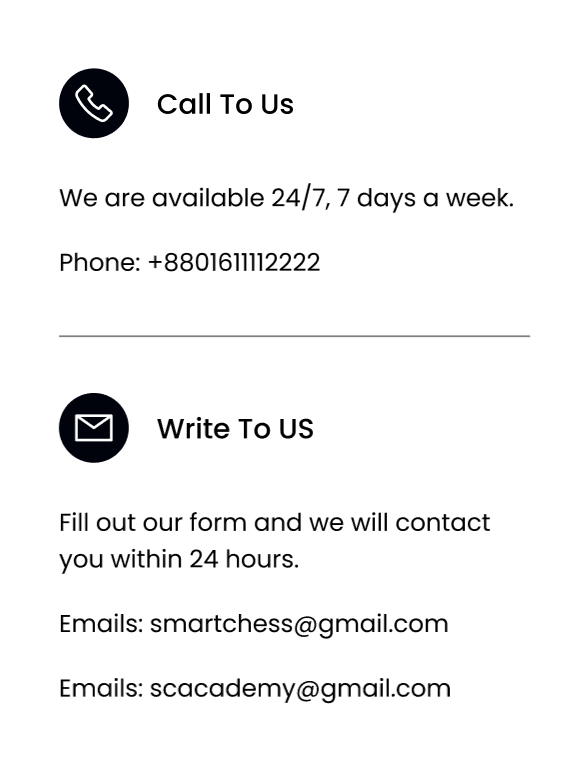 Call To Us
We are available 24/7, 7 days a week.
Phone: +8801611112222
Write To US
Fill out our form and we will contact
you within 24 hours.
Emails: smartchess@gmail.com
Emails: scacademy@gmail.com